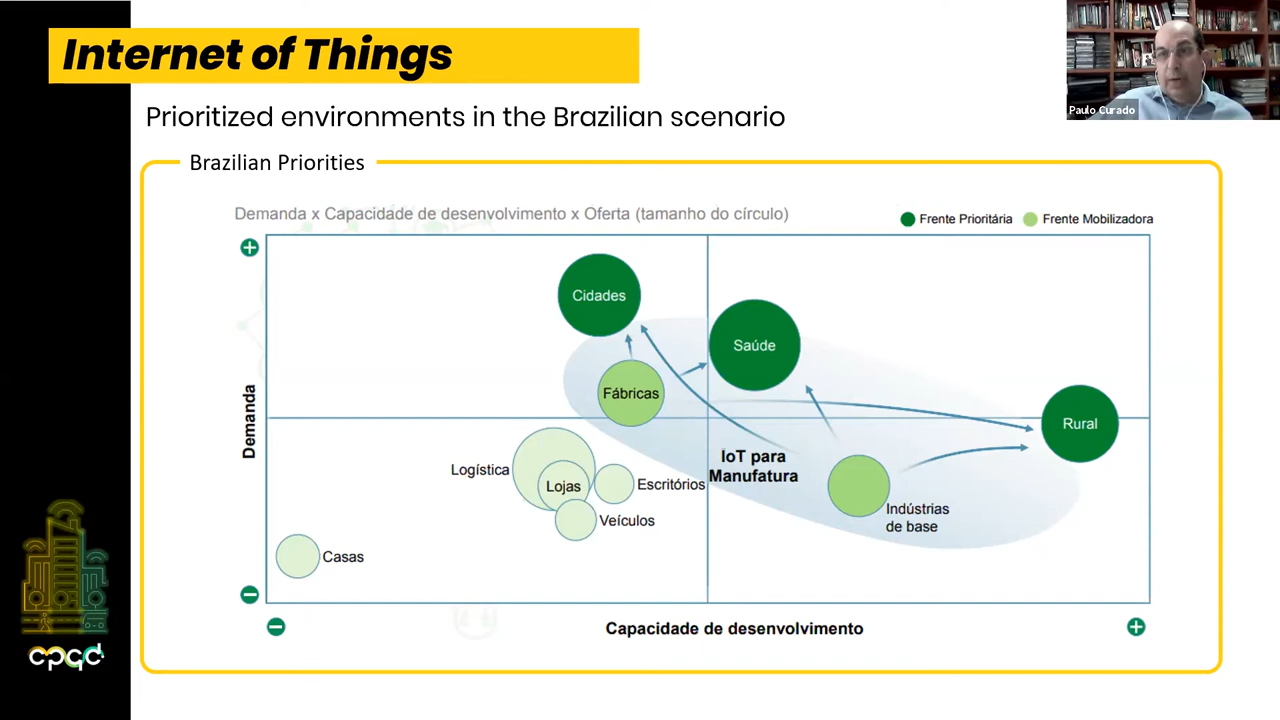 Internet of Things
Paulo Curado
Prioritized environments in the Brazilian scenario
Brazilian Priorities
Demanda x Capacidade de desenvolvimento x Oferta (tamanho do círculo)
Frente Prioritária
Frente Mobilizadora
Cidades
Saúde
Fábricas
Rural
Demanda
IoT para
Manufatura
Logística
Lojas
Escritórios
Veículos
Indústrias
de base
Casas
Capacidade de desenvolvimento
cpqd